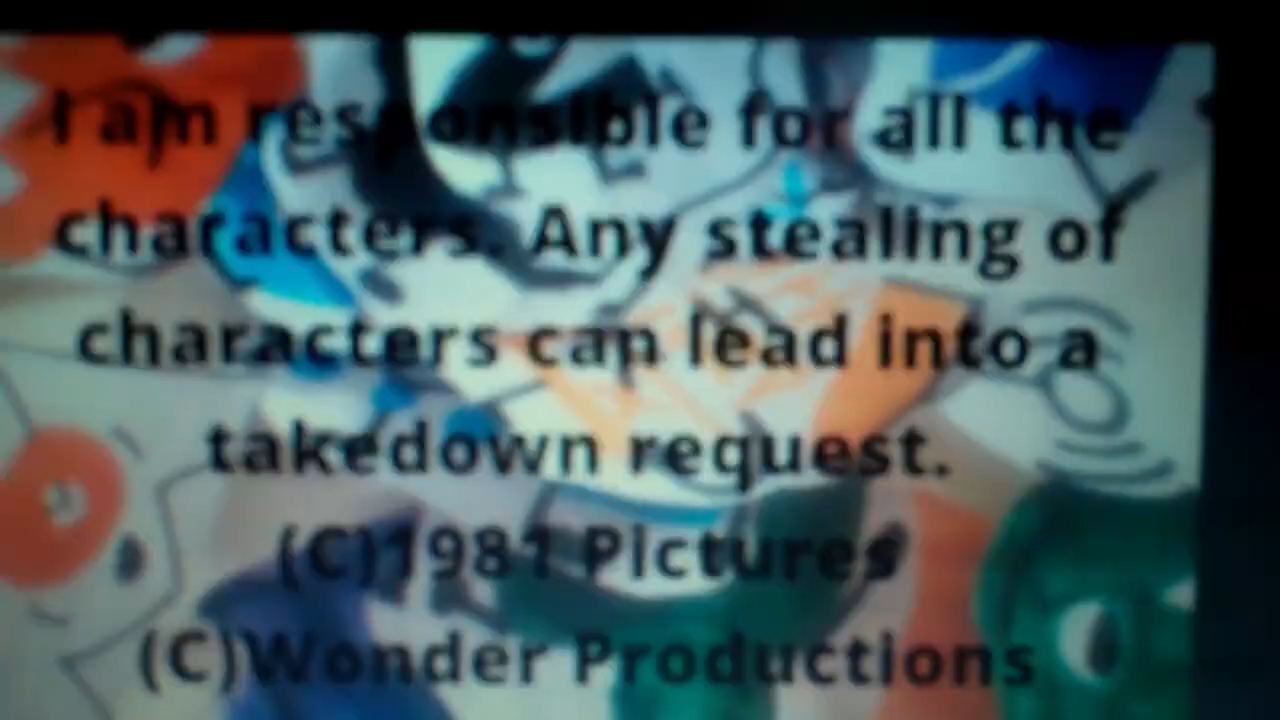 I am responsible for all the
characters. Any stealing of
characters can lead into a
takedown request.
(C)1981 Pictures
(C)Wonder Productions